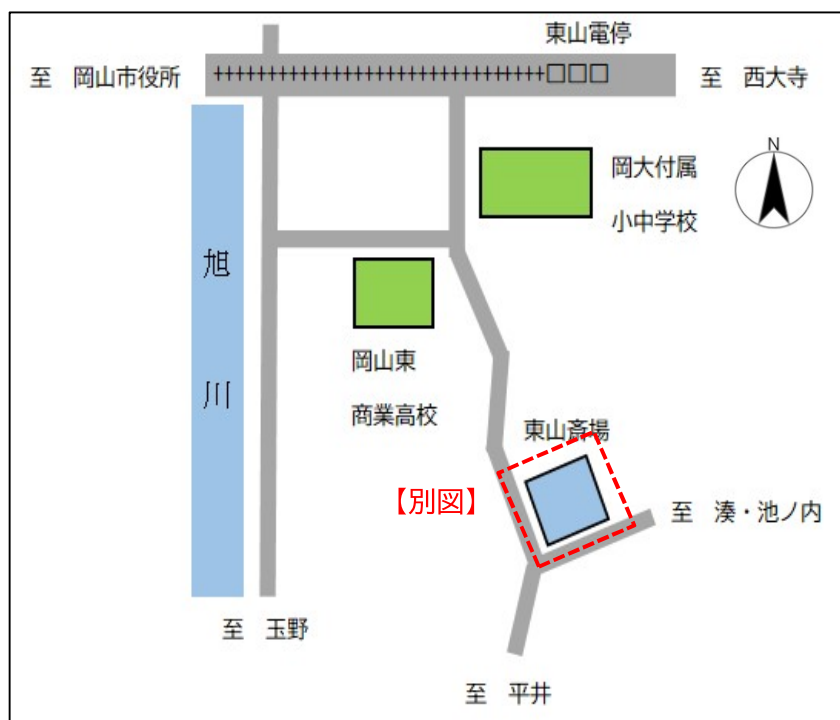 東山電停
至　岡山市役所
至　西大寺
N
岡大付属
小中学校
旭
川
岡山東
商業高校
東山斎場
【別図】
至　湊・池ノ内
至　玉野
至　平井